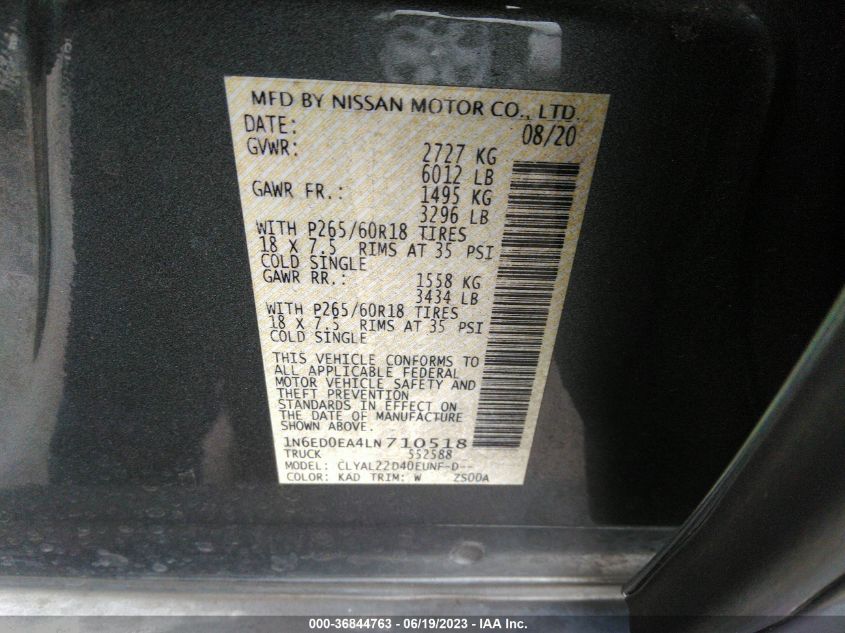 MFD BY NISSAN MOTOR CO., LTD.
DATE: 08/20
GVWR: 2727 KG
6012 LB
GAWR FR.: 1495 KG
3296 LB
WITH P265/60R18 TIRES
18 X 7.5 RIMS AT 35 PSI
COLD SINGLE
GAWR RR.: 1558 KG
3434 LB
WITH P265/60R18 TIRES
18 X 7.5 RIMS AT 35 PSI
COLD SINGLE
THIS VEHICLE CONFORMS TO
ALL APPLICABLE FEDERAL
MOTOR VEHICLE SAFETY AND
THEFT PREVENTION
STANDARDS IN EFFECT ON
THE DATE OF MANUFACTURE
SHOWN ABOVE.
1N6ED0EA4LN710518
TRUCK 552588
MODEL: CLYAL22D40EUNF-D--
COLOR: KAD TRIM: W ZS00A
000-36844763 - 06/19/2023 - IAA Inc.